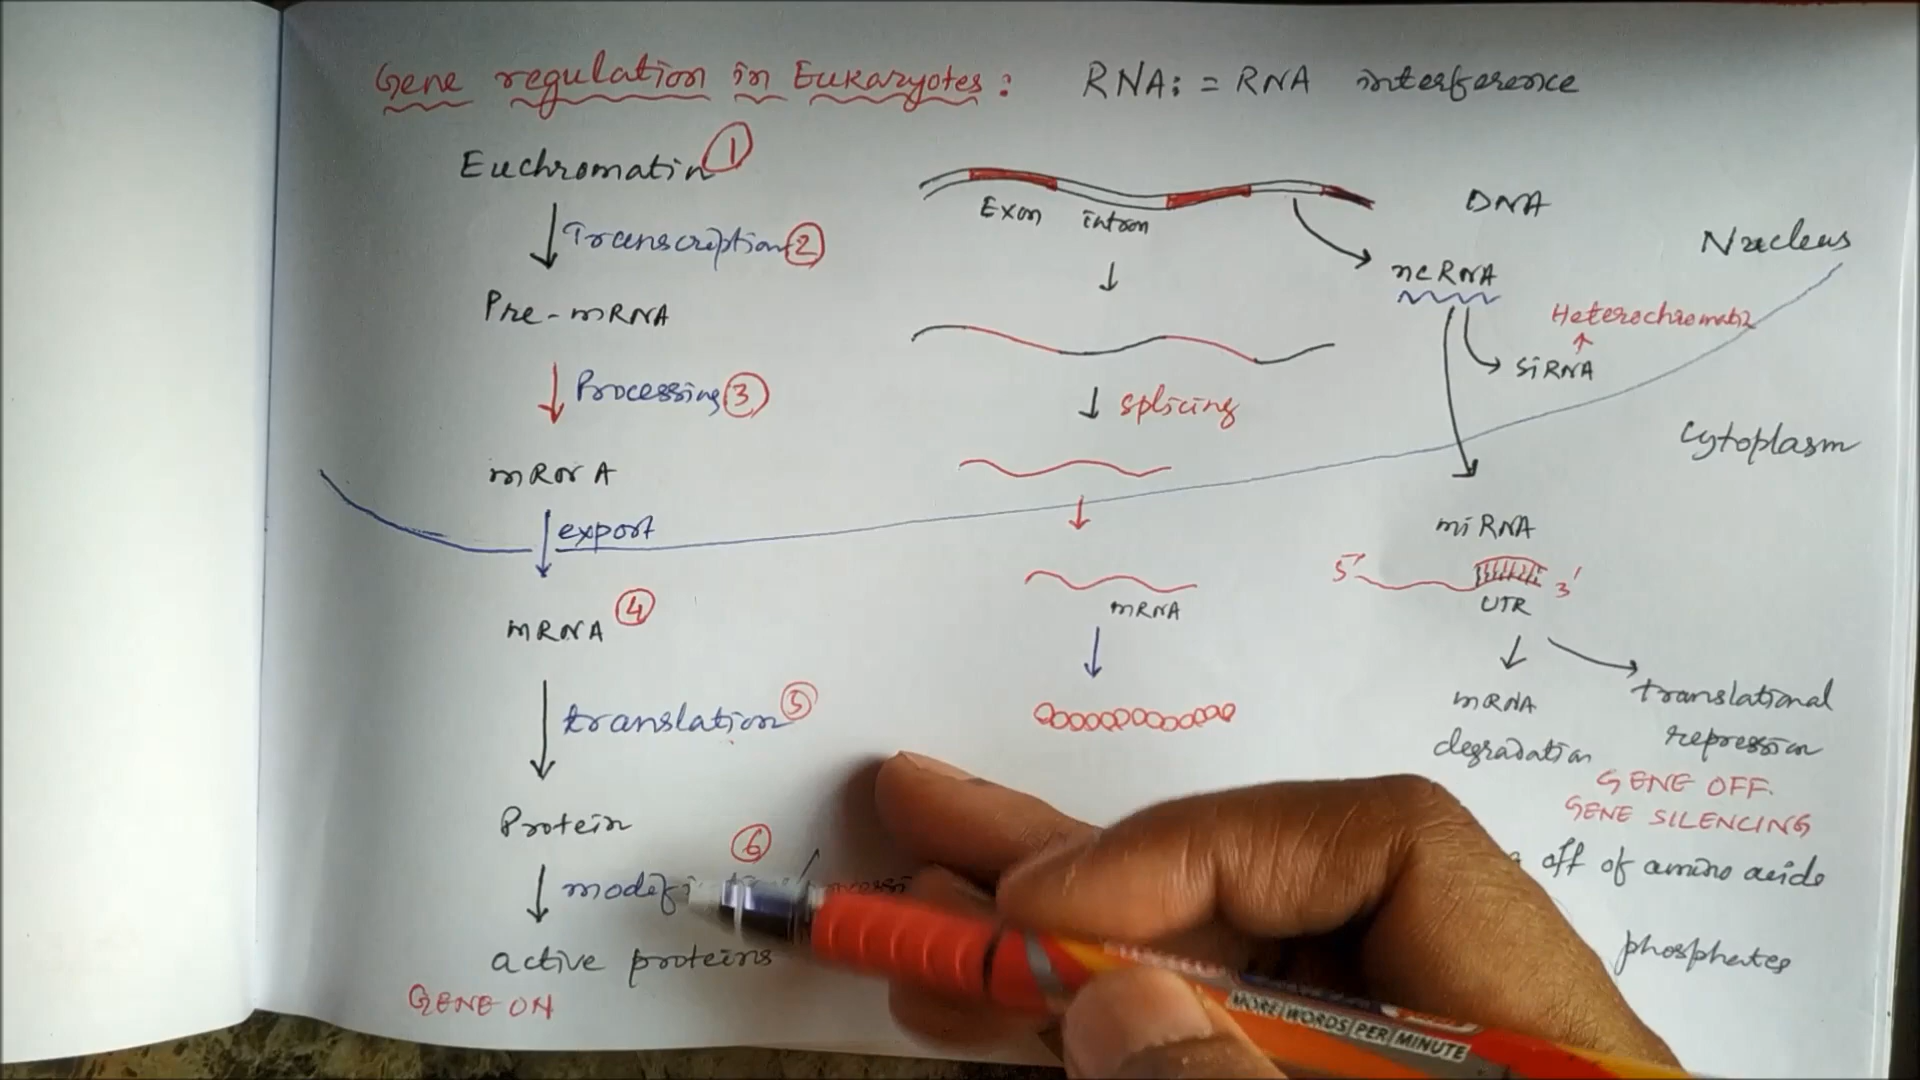 Gene regulation in Eukaryotes: RNAi = RNA interference
Euchromatin 1
Transcription 2
Pre-mRNA
Processing 3
mRNA
export
mRNA 4
translation 5
Protein
6
active proteins
GENE ON
Exon intron
DNA
Nucleus
ncRNA
Heterochromatin
siRNA
splicing
Cytoplasm
miRNA
5' 3'
UTR
mRNA
mRNA
degradation
translational
repression
GENE OFF.
GENE SILENCING
off of amino acids
phosphates
MORE WORDS PER MINUTE